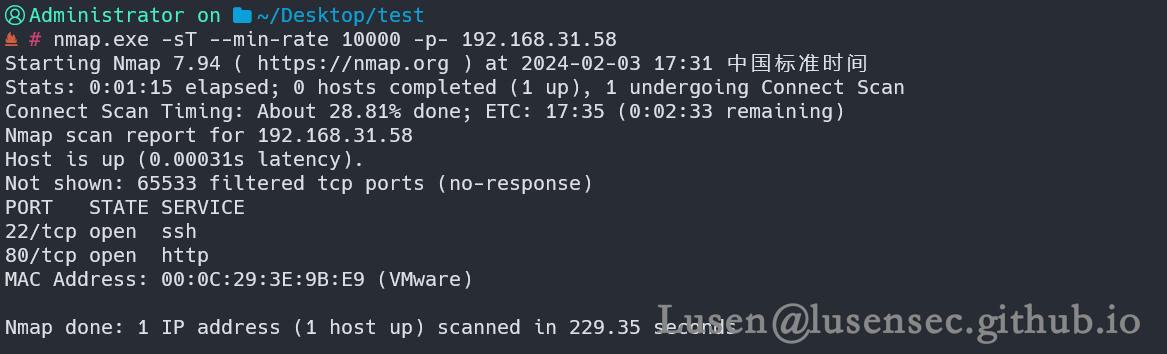 Administrator on ~/Desktop/test
# nmap.exe -sT --min-rate 10000 -p- 192.168.31.58
Starting Nmap 7.94 ( https://nmap.org ) at 2024-02-03 17:31 中国标准时间
Stats: 0:01:15 elapsed; 0 hosts completed (1 up), 1 undergoing Connect Scan
Connect Scan Timing: About 28.81% done; ETC: 17:35 (0:02:33 remaining)
Nmap scan report for 192.168.31.58
Host is up (0.00031s latency).
Not shown: 65533 filtered tcp ports (no-response)
PORT   STATE SERVICE
22/tcp open  ssh
80/tcp open  http
MAC Address: 00:0C:29:3E:9B:E9 (VMware)
Nmap done: 1 IP address (1 host up) scanned in 229.35 seconds
Lusen@lusensec.github.io